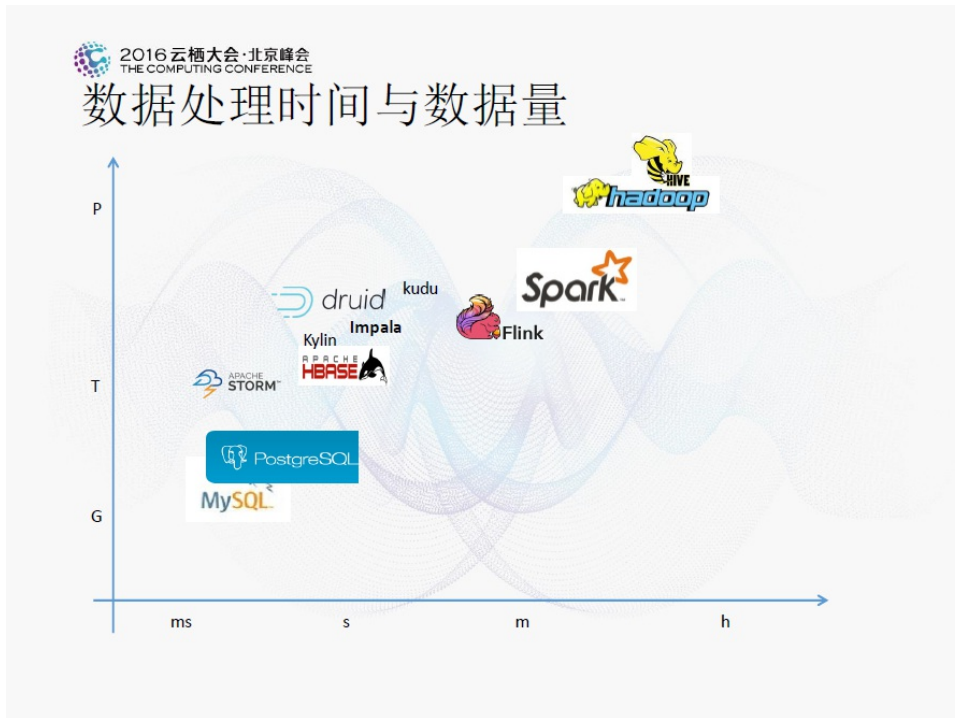 2016云栖大会·北京峰会
THE COMPUTING CONFERENCE
数据处理时间与数据量
HIVE
P
hadoop
Spark™
druid
kudu
Impala
Flink
Kylin
APACHE
HBASE
T
APACHE
STORM™
PostgreSQL
MySQL
G
ms
s
m
h